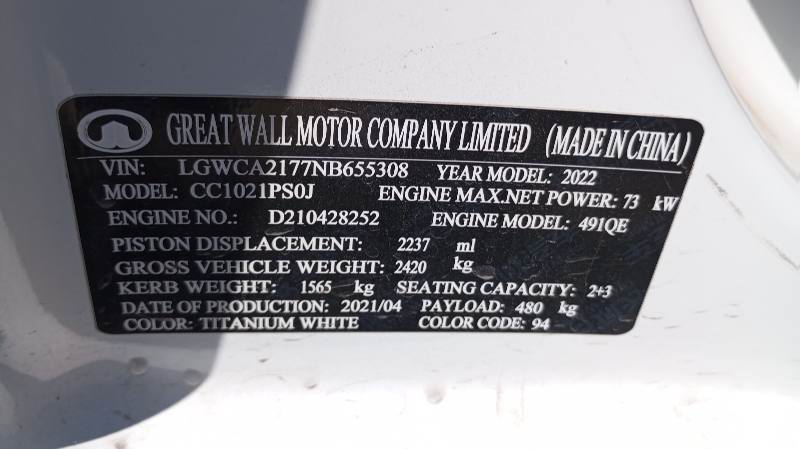 GREAT WALL MOTOR COMPANY LIMITED (MADE IN CHINA)
VIN: LGWCA2177NB655308 YEAR MODEL: 2022
MODEL: CC1021PS0J ENGINE MAX.NET POWER: 73 kW
ENGINE NO.: D210428252 ENGINE MODEL: 491QE
PISTON DISPLACEMENT: 2237 ml
GROSS VEHICLE WEIGHT: 2420 kg
KERB WEIGHT: 1565 kg SEATING CAPACITY: 2+3
DATE OF PRODUCTION: 2021/04 PAYLOAD: 480 kg
COLOR: TITANIUM WHITE COLOR CODE: 94